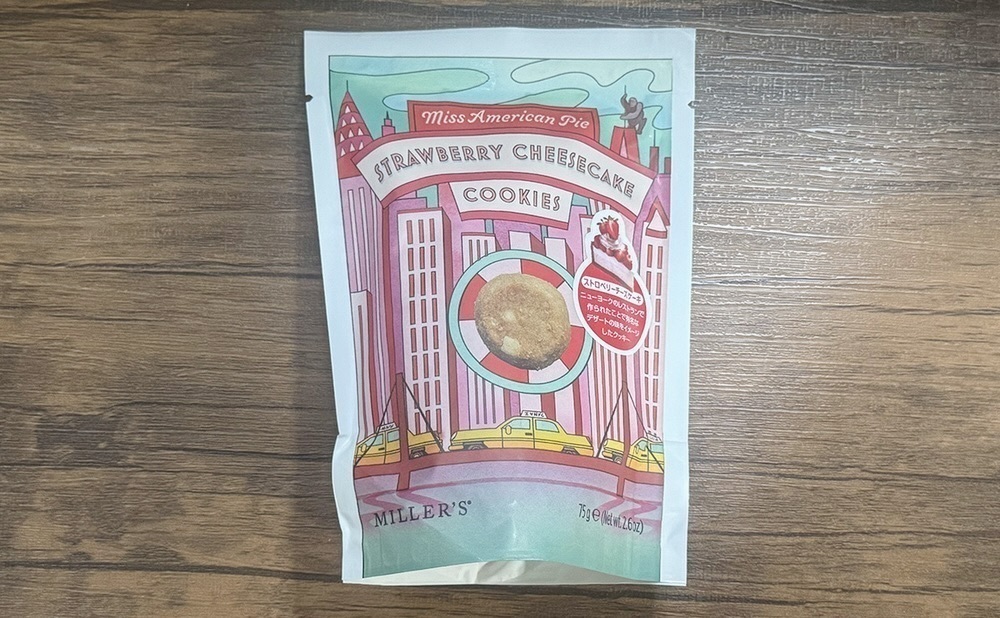 Miss American Pie
STRAWBERRY CHEESECAKE
COOKIES
ストロベリーチーズケーキ
ニューヨークのレストランで
作られたことで有名な
デザートの味をイメージ
したクッキー
MILLER'S®
75g ℮ (Net wt. 2.6oz)